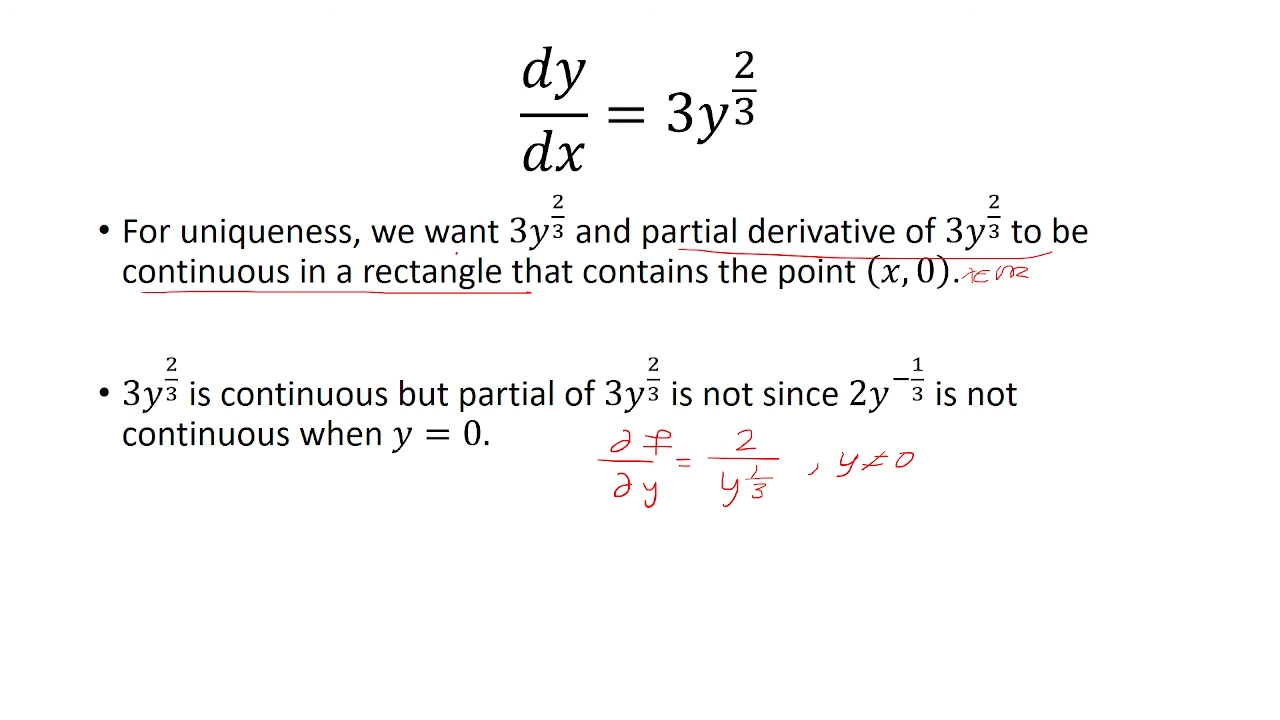 dy/dx = 3y^(2/3)
• For uniqueness, we want 3y^(2/3) and partial derivative of 3y^(2/3) to be
continuous in a rectangle that contains the point (x, 0). x∈ℝ
• 3y^(2/3) is continuous but partial of 3y^(2/3) is not since 2y^(−1/3) is not
continuous when y = 0.
∂f/∂y = 2/y^(1/3) , y≠0